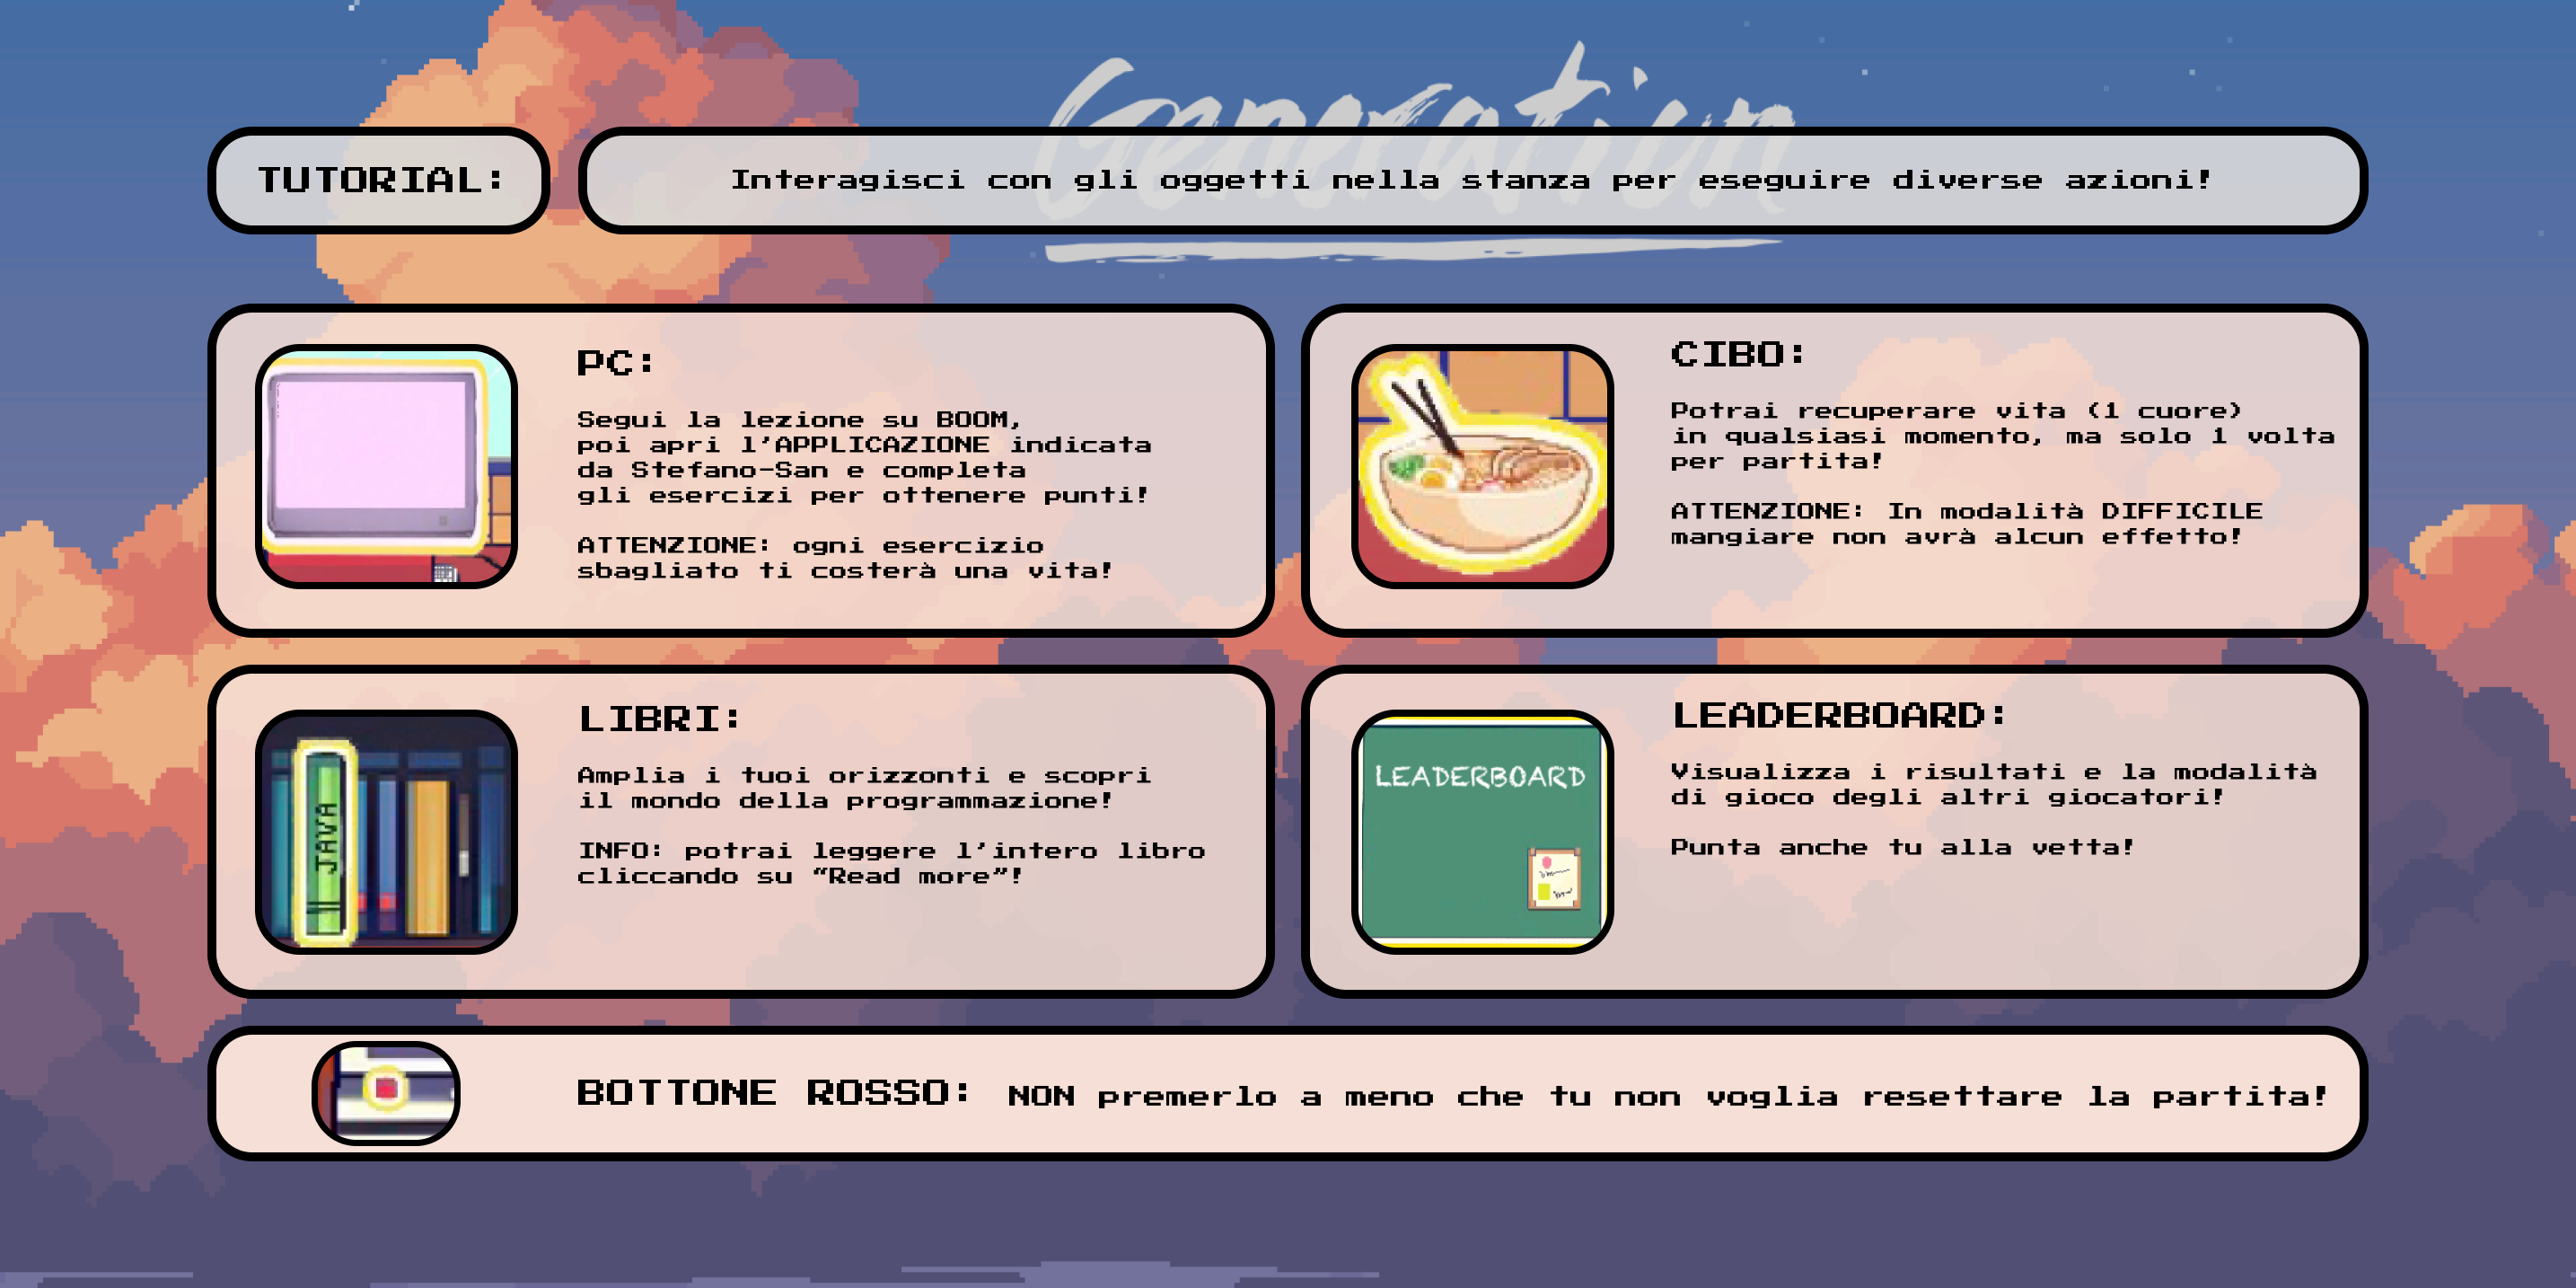 Generation
TUTORIAL:
Interagisci con gli oggetti nella stanza per eseguire diverse azioni!
PC:
Segui la lezione su BOOM,
poi apri l'APPLICAZIONE indicata
da Stefano-San e completa
gli esercizi per ottenere punti!
ATTENZIONE: ogni esercizio
sbagliato ti costerà una vita!
CIBO:
Potrai recuperare vita (1 cuore)
in qualsiasi momento, ma solo 1 volta
per partita!
ATTENZIONE: In modalità DIFFICILE
mangiare non avrà alcun effetto!
JAVA
LIBRI:
Amplia i tuoi orizzonti e scopri
il mondo della programmazione!
INFO: potrai leggere l'intero libro
cliccando su “Read more”!
LEADERBOARD
LEADERBOARD:
Visualizza i risultati e la modalità
di gioco degli altri giocatori!
Punta anche tu alla vetta!
BOTTONE ROSSO: NON premerlo a meno che tu non voglia resettare la partita!